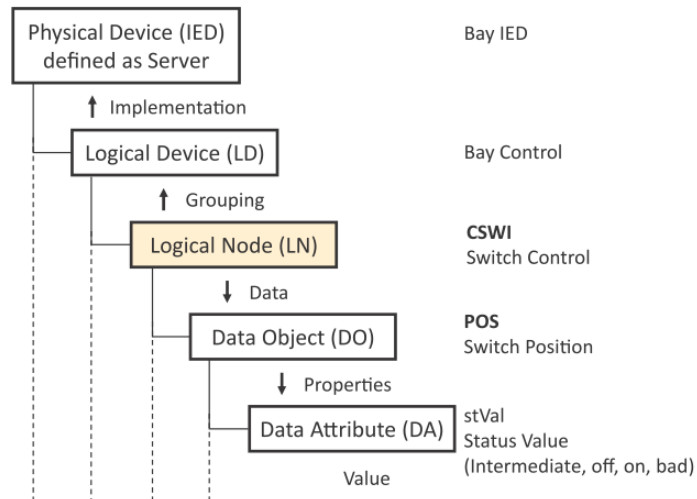 Physical Device (IED)
defined as Server
Bay IED
Implementation
Logical Device (LD)
Bay Control
Grouping
Logical Node (LN)
CSWI
Switch Control
Data
Data Object (DO)
POS
Switch Position
Properties
Data Attribute (DA)
stVal
Status Value
(Intermediate, off, on, bad)
Value